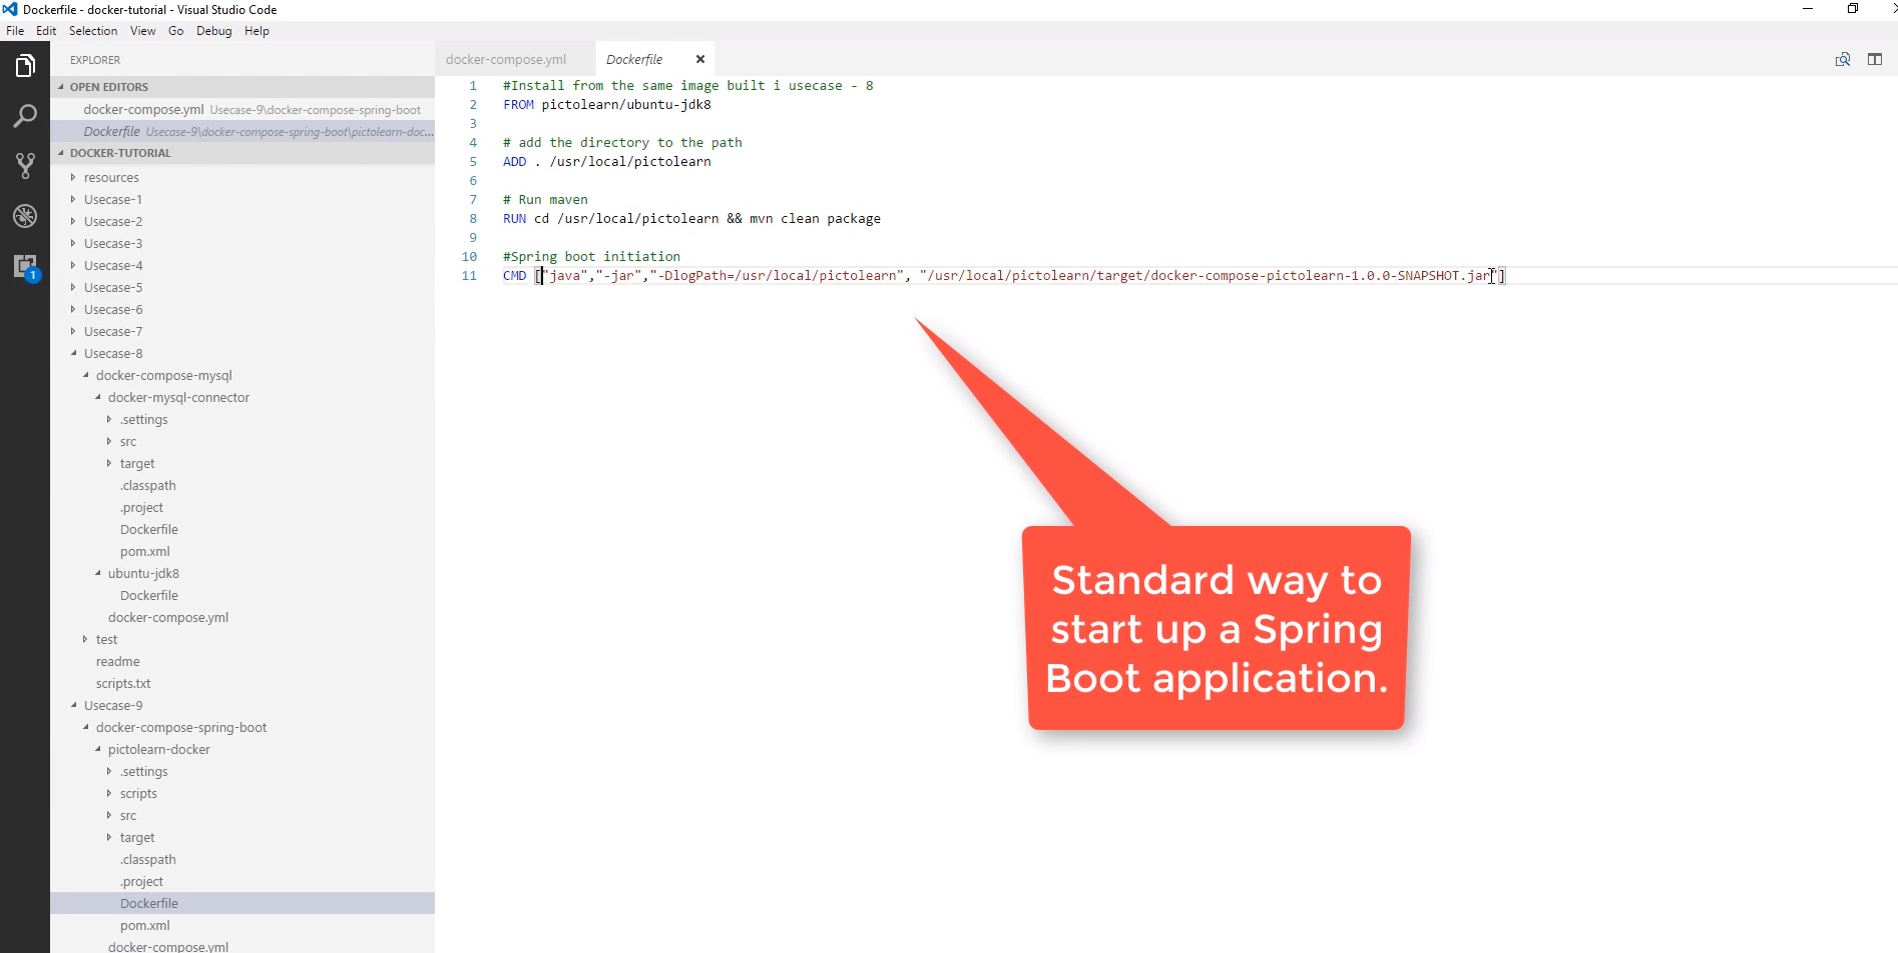 Dockerfile - docker-tutorial - Visual Studio Code
File Edit Selection View Go Debug Help
EXPLORER
OPEN EDITORS
docker-compose.yml Usecase-9\docker-compose-spring-boot
Dockerfile Usecase-9\docker-compose-spring-boot\pictolearn-doc...
DOCKER-TUTORIAL
resources
Usecase-1
Usecase-2
Usecase-3
Usecase-4
Usecase-5
Usecase-6
Usecase-7
Usecase-8
docker-compose-mysql
docker-mysql-connector
.settings
src
target
.classpath
.project
Dockerfile
pom.xml
ubuntu-jdk8
Dockerfile
docker-compose.yml
test
readme
scripts.txt
Usecase-9
docker-compose-spring-boot
pictolearn-docker
.settings
scripts
src
target
.classpath
.project
Dockerfile
pom.xml
docker-compose.yml
1
docker-compose.yml Dockerfile
1 #Install from the same image built i usecase - 8
2 FROM pictolearn/ubuntu-jdk8
3
4 # add the directory to the path
5 ADD . /usr/local/pictolearn
6
7 # Run maven
8 RUN cd /usr/local/pictolearn && mvn clean package
9
10 #Spring boot initiation
11 CMD ["java","-jar","-DlogPath=/usr/local/pictolearn", "/usr/local/pictolearn/target/docker-compose-pictolearn-1.0.0-SNAPSHOT.jar"]
Standard way to
start up a Spring
Boot application.